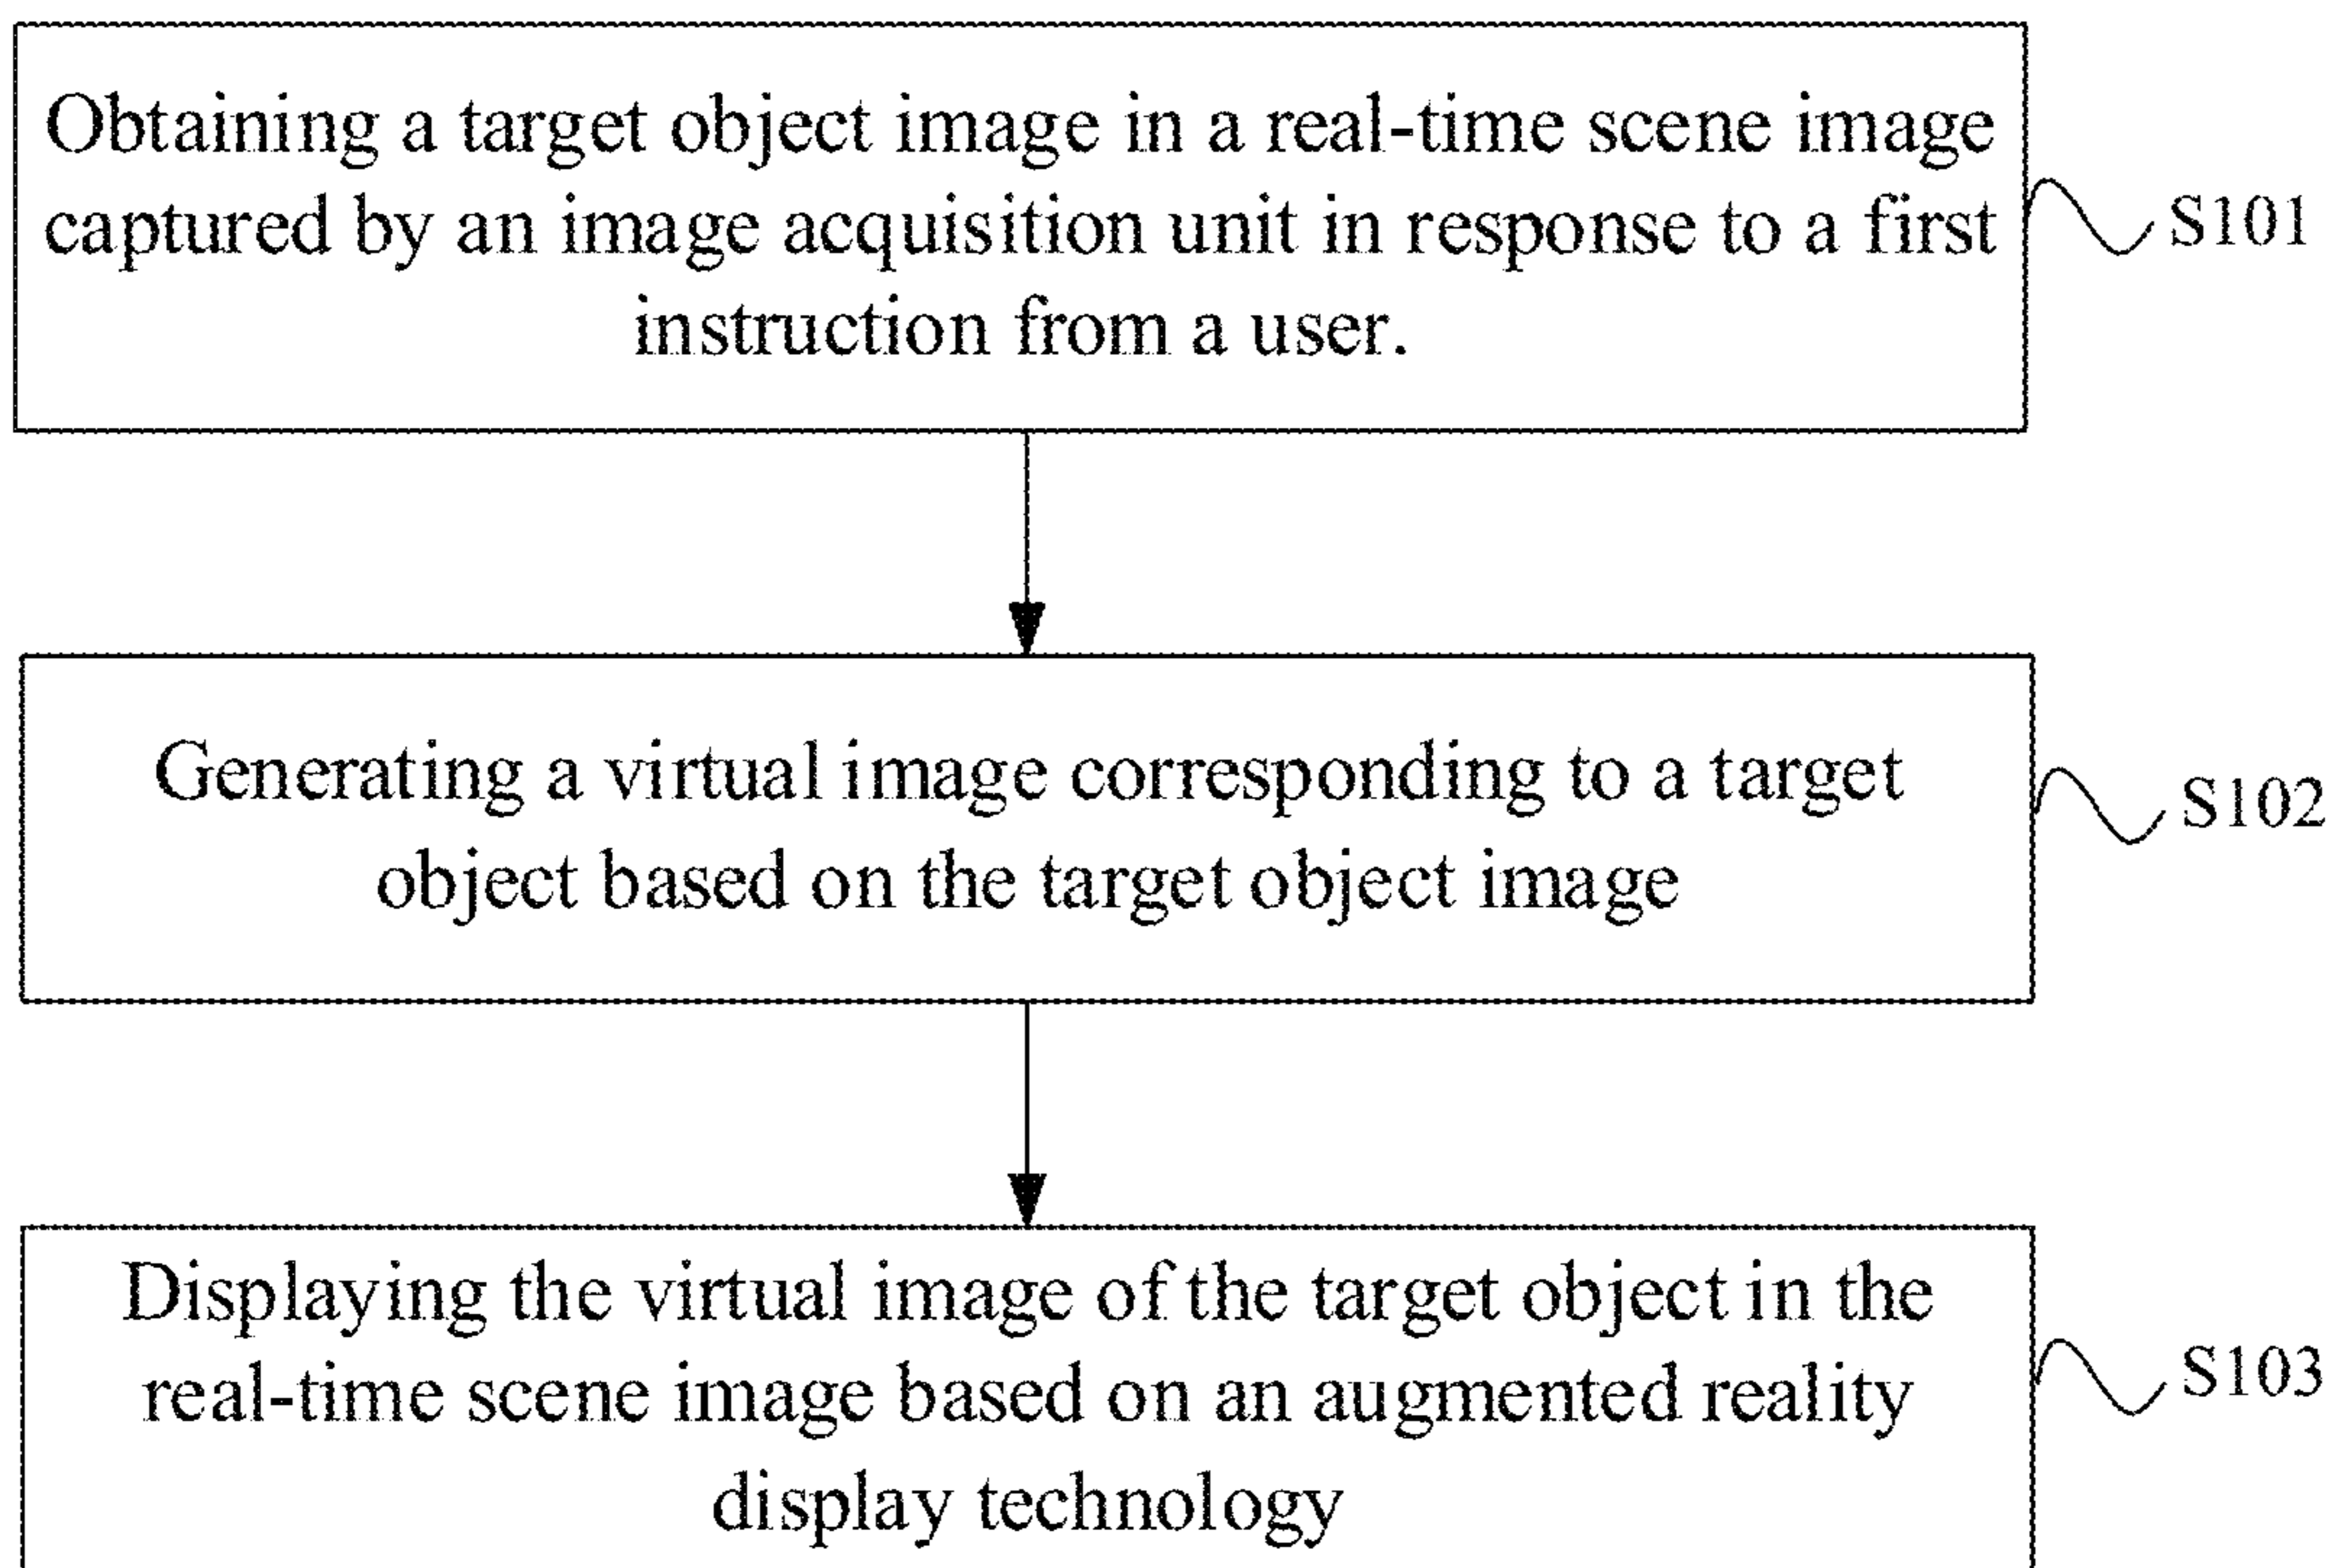 Obtaining a target object image in a real-time scene image
captured by an image acquisition unit in response to a first
instruction from a user.
S101
Generating a virtual image corresponding to a target
object based on the target object image
S102
Displaying the virtual image of the target object in the
real-time scene image based on an augmented reality
display technology
S103